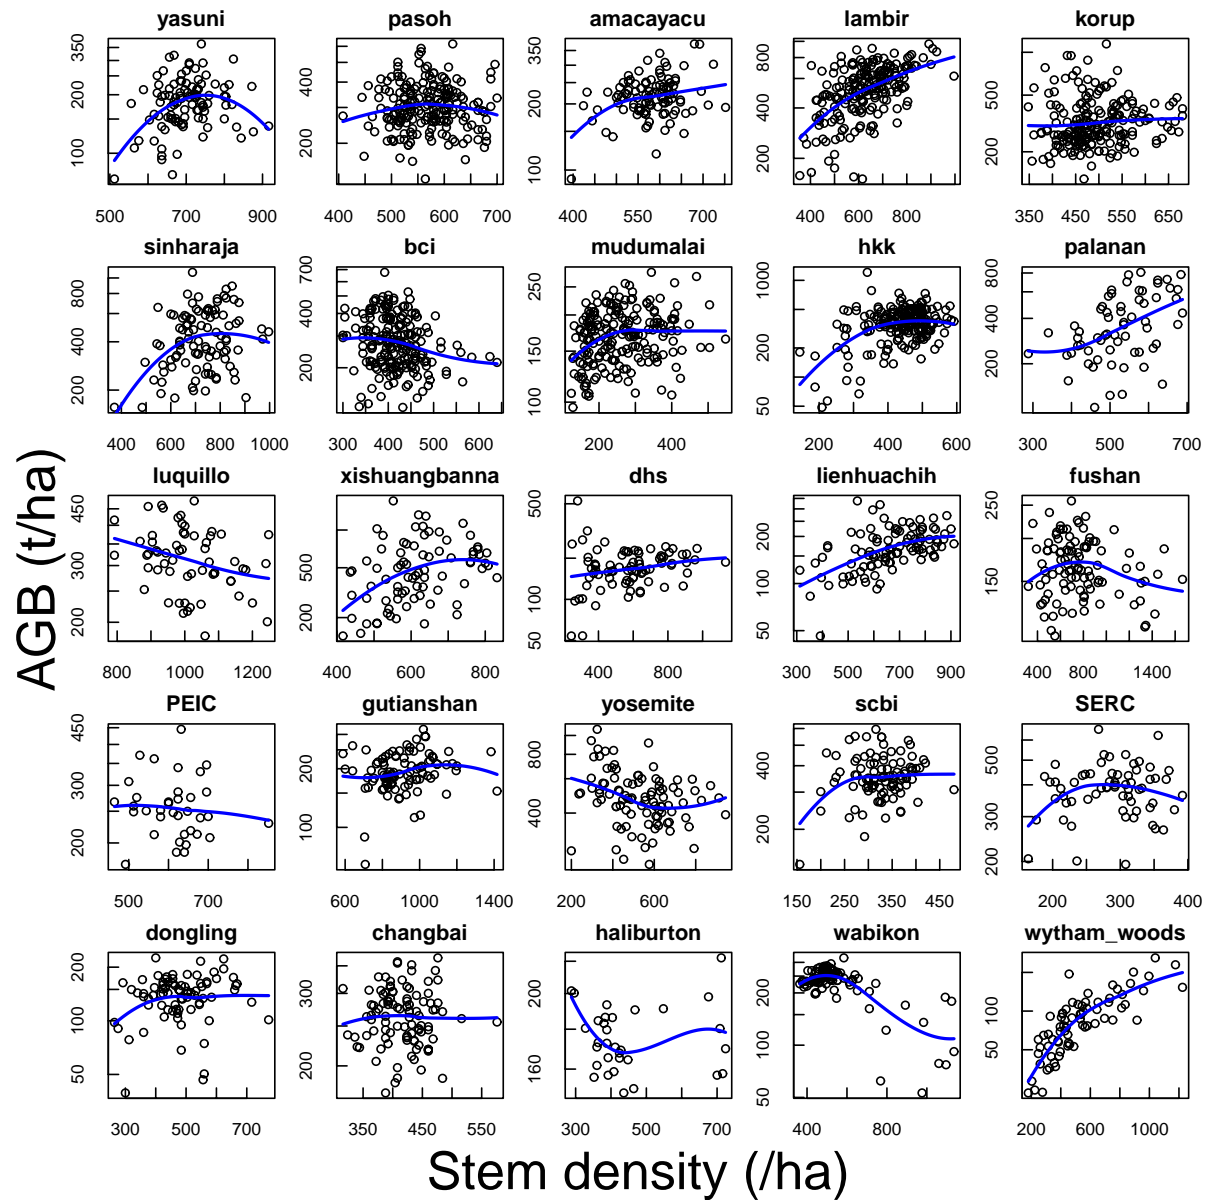 yasuni
100 200 350
500 700 900
pasoh
200 400
400 500 600 700
amacayacu
100 200 350
400 550 700
lambir
200 400 800
400 600 800
korup
200 500
350 450 550 650
sinharaja
200 400 800
400 600 800 1000
bci
200 400 700
300 400 500 600
mudumalai
100 150 250
200 400
hkk
50 200 1000
200 400 600
palanan
200 400 800
300 500 700
luquillo
200 300 450
800 1000 1200
xishuangbanna
200 500
400 600 800
dhs
50 100 500
400 800
lienhuachih
50 100 200
300 500 700 900
fushan
150 250
400 800 1400
PEIC
20 300 450
500 700
gutianshan
100 200
600 1000 1400
yosemite
400 800
200 600
scbi
200 400
150 250 350 450
SERC
200 300 500
200 300 400
dongling
50 100 200
300 500 700
changbai
200 300
350 450 550
haliburton
160 200
300 500 700
wabikon
50 100 200
400 800
wytham_woods
50 100
200 600 1000
AGB (t/ha)
Stem density (/ha)